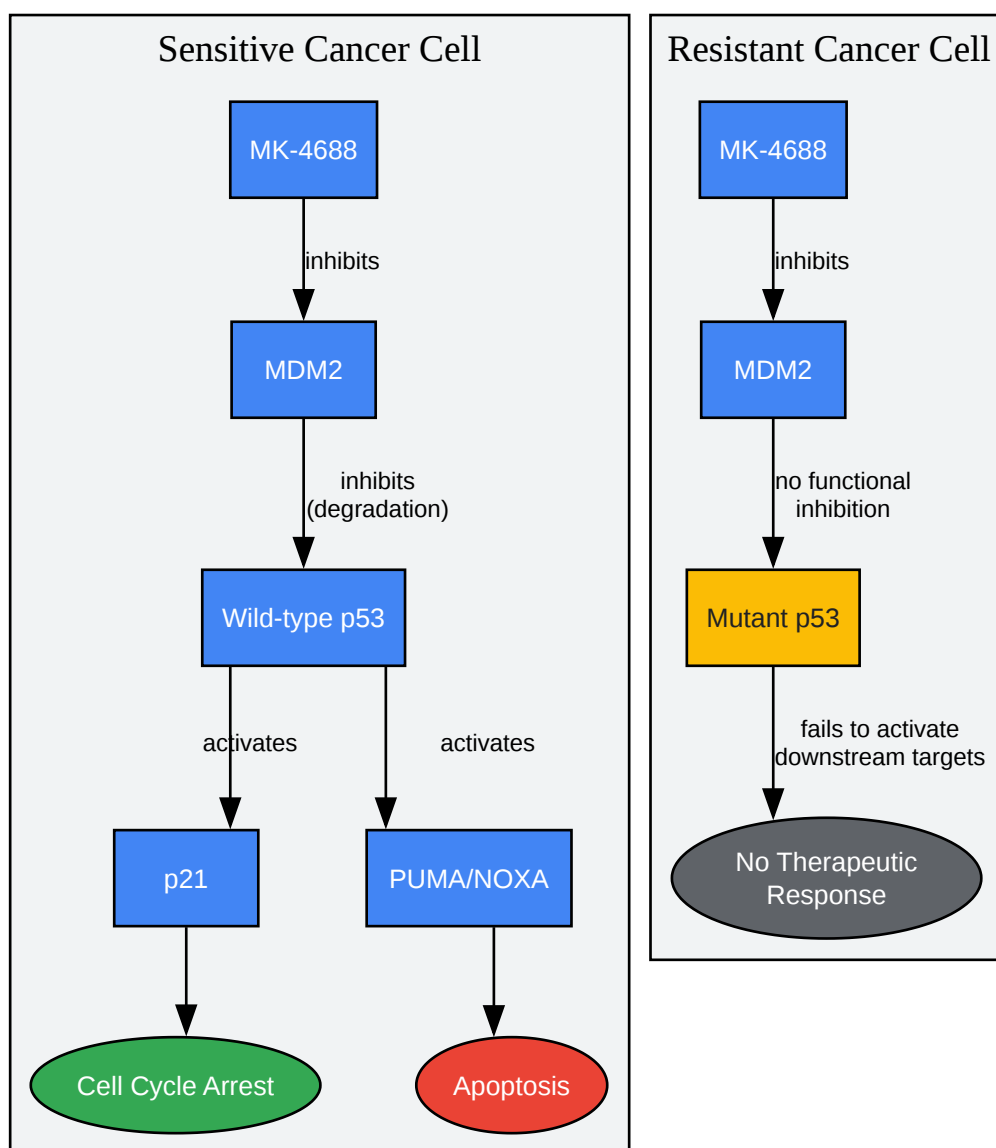 Sensitive Cancer Cell
MK-4688
inhibits
MDM2
inhibits
(degradation)
Wild-type p53
activates
activates
p21
PUMA/NOXA
Cell Cycle Arrest
Apoptosis
Resistant Cancer Cell
MK-4688
inhibits
MDM2
no functional
inhibition
Mutant p53
fails to activate
downstream targets
No Therapeutic
Response